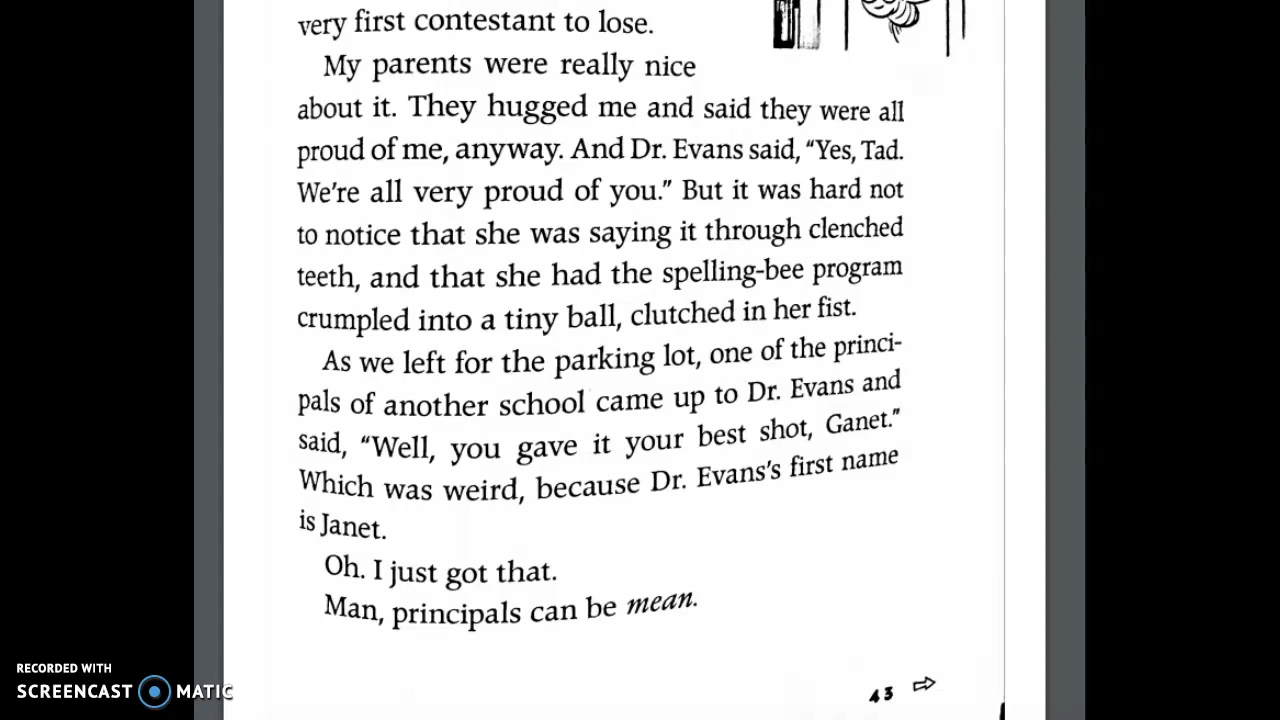 very first contestant to lose.
My parents were really nice
about it. They hugged me and said they were all
proud of me, anyway. And Dr. Evans said, “Yes, Tad.
We’re all very proud of you.” But it was hard not
to notice that she was saying it through clenched
teeth, and that she had the spelling-bee program
crumpled into a tiny ball, clutched in her fist.
As we left for the parking lot, one of the princi-
pals of another school came up to Dr. Evans and
said, “Well, you gave it your best shot, Ganet.”
Which was weird, because Dr. Evans’s first name
is Janet.
Oh. I just got that.
Man, principals can be mean.
43
RECORDED WITH
SCREENCAST MATIC